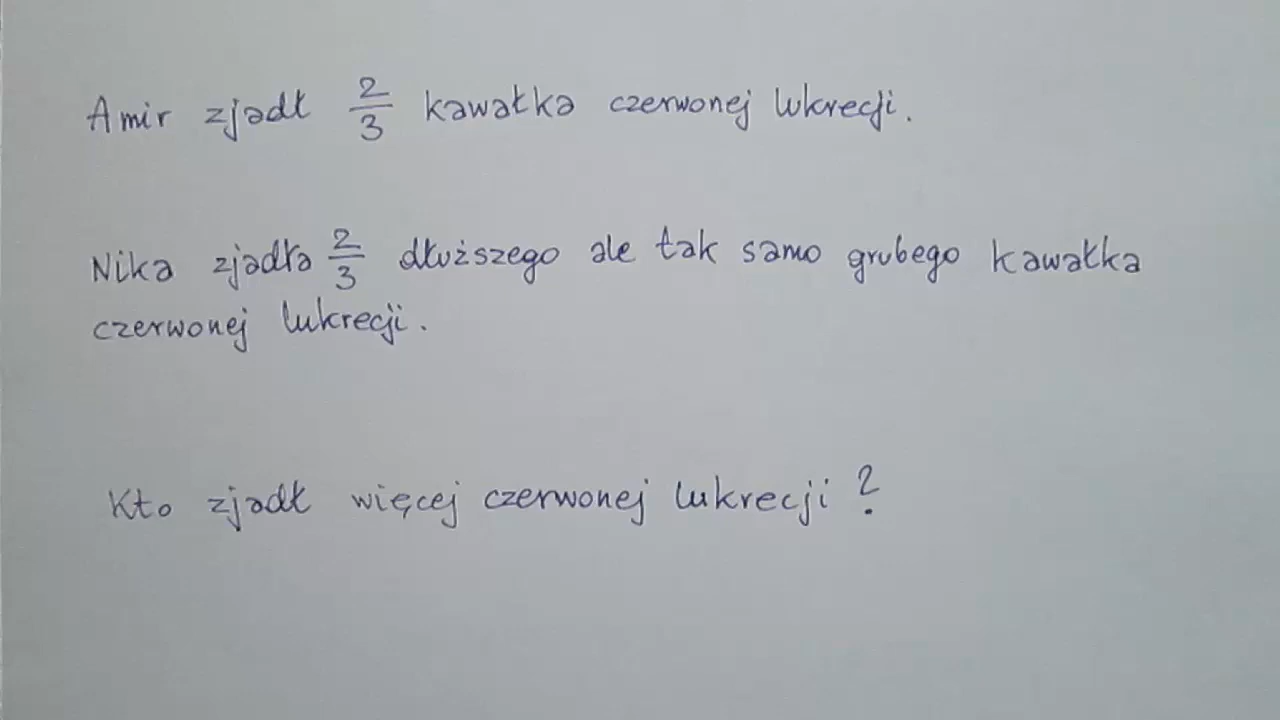 Amir zjadł 2/3 kawałka czerwonej lukrecji.
Nika zjadła 2/3 dłuższego ale tak samo grubego kawałka
czerwonej lukrecji.
Kto zjadł więcej czerwonej lukrecji?